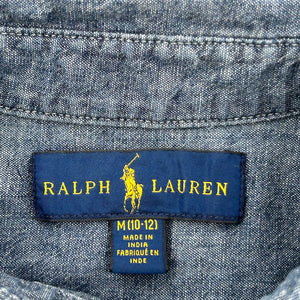 RALPH LAUREN
M (10-12)
MADE IN
INDIA
FABRIQUÉ EN
INDE